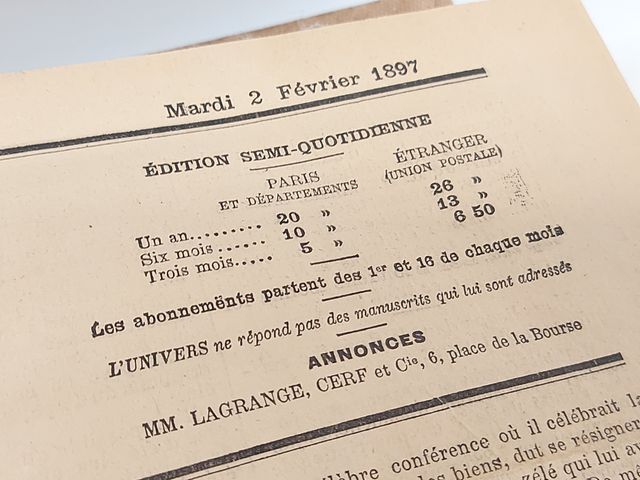 Mardi 2 Février 1897
ÉDITION SEMI-QUOTIDIENNE
PARIS ÉTRANGER
ET DÉPARTEMENTS (UNION POSTALE)
Un an......... 20 » 26 »
Six mois...... 10 » 13 »
Trois mois..... 5 » 6 50
Les abonnements partent des 1er et 16 de chaque mois
L'UNIVERS ne répond pas des manuscrits qui lui sont adressés
ANNONCES
MM. LAGRANGE, CERF et Cie, 6, place de la Bourse
conférence où il célébrait la
les biens, dut se résigner
zélé qui lui